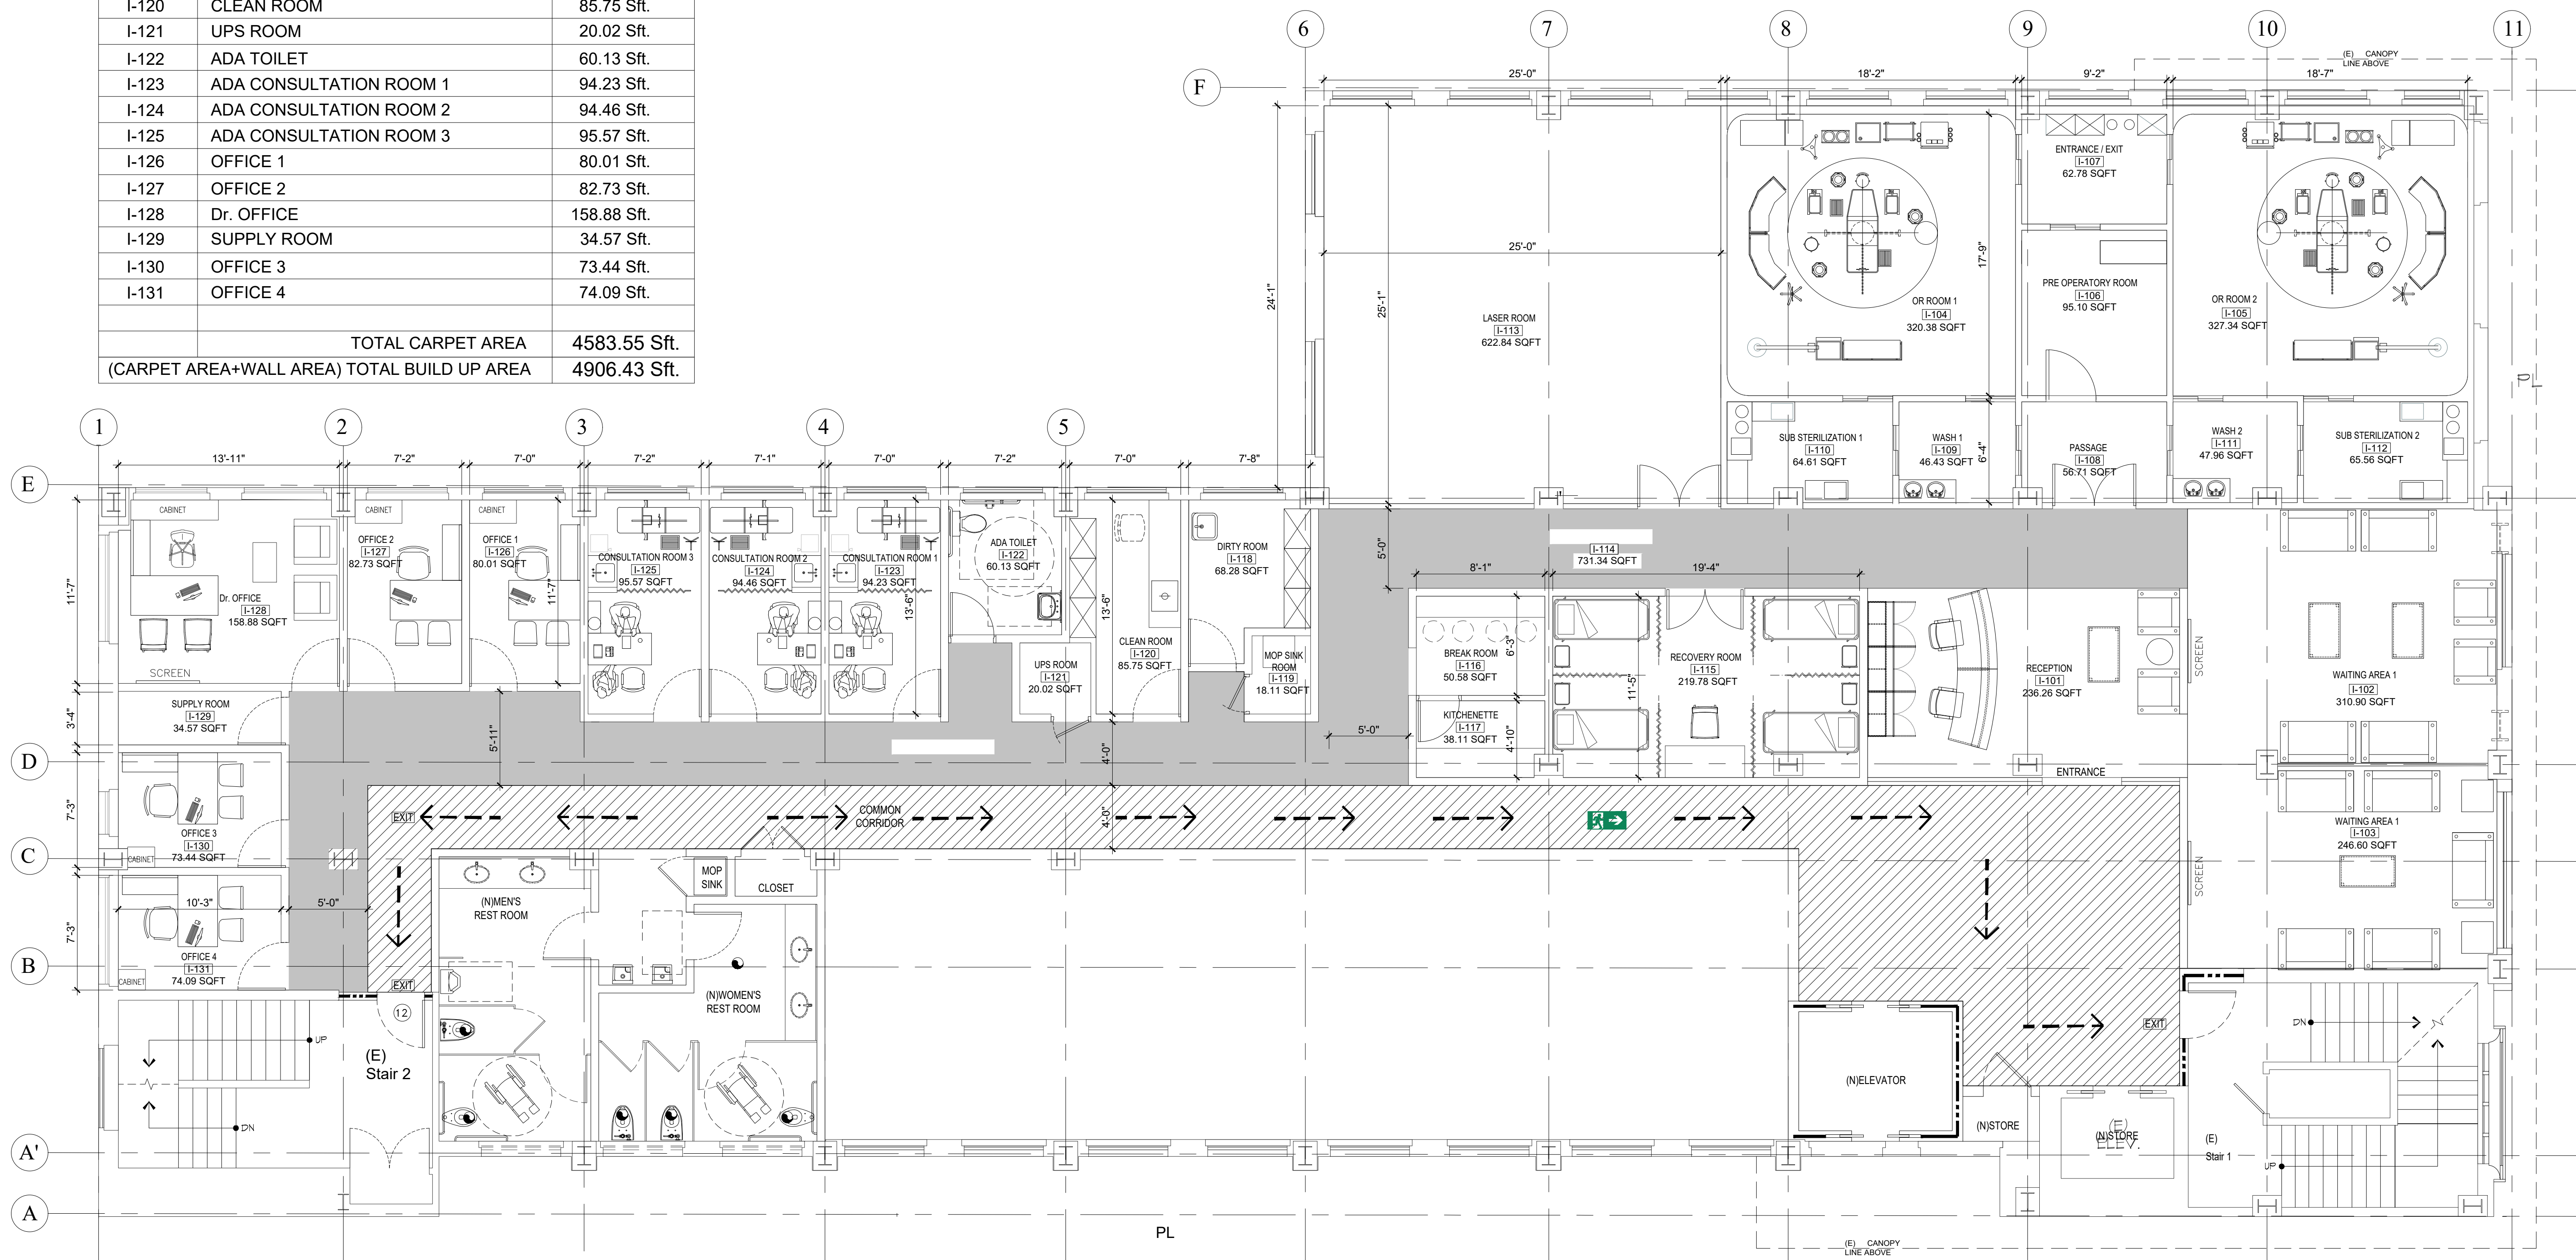 I-120 CLEAN ROOM 85.75 Sft.
I-121 UPS ROOM 20.02 Sft.
I-122 ADA TOILET 60.13 Sft.
I-123 ADA CONSULTATION ROOM 1 94.23 Sft.
I-124 ADA CONSULTATION ROOM 2 94.46 Sft.
I-125 ADA CONSULTATION ROOM 3 95.57 Sft.
I-126 OFFICE 1 80.01 Sft.
I-127 OFFICE 2 82.73 Sft.
I-128 Dr. OFFICE 158.88 Sft.
I-129 SUPPLY ROOM 34.57 Sft.
I-130 OFFICE 3 73.44 Sft.
I-131 OFFICE 4 74.09 Sft.
TOTAL CARPET AREA 4583.55 Sft.
(CARPET AREA+WALL AREA) TOTAL BUILD UP AREA 4906.43 Sft.
6 7 8 9 10 11
(E) CANOPY
LINE ABOVE
F
25'-0" 18'-2" 9'-2" 18'-7"
ENTRANCE / EXIT
I-107
62.78 SQFT
25'-0"
24'-1"
25'-1"
17'-9"
LASER ROOM
I-113
622.84 SQFT
OR ROOM 1
I-104
320.38 SQFT
PRE OPERATORY ROOM
I-106
95.10 SQFT
OR ROOM 2
I-105
327.34 SQFT
SUB STERILIZATION 1
I-110
64.61 SQFT
WASH 1
I-109
46.43 SQFT
6'-4"
PASSAGE
I-108
56.71 SQFT
WASH 2
I-111
47.96 SQFT
SUB STERILIZATION 2
I-112
65.56 SQFT
1 2 3 4 5
13'-11" 7'-2" 7'-0" 7'-2" 7'-1" 7'-0" 7'-2" 7'-0" 7'-8"
E
CABINET
CABINET
CABINET
11'-7"
Dr. OFFICE
I-128
158.88 SQFT
SCREEN
OFFICE 2
I-127
82.73 SQFT
OFFICE 1
I-126
80.01 SQFT
11'-7"
CONSULTATION ROOM 3
I-125
95.57 SQFT
CONSULTATION ROOM 2
I-124
94.46 SQFT
CONSULTATION ROOM 1
I-123
94.23 SQFT
13'-6"
ADA TOILET
I-122
60.13 SQFT
UPS ROOM
I-121
20.02 SQFT
13'-6"
CLEAN ROOM
I-120
85.75 SQFT
DIRTY ROOM
I-118
68.28 SQFT
MOP SINK
ROOM
I-119
18.11 SQFT
5'-0"
I-114
731.34 SQFT
8'-1" 19'-4"
BREAK ROOM
I-116
50.58 SQFT
6'-3"
KITCHENETTE
I-117
38.11 SQFT
4'-10"
5'-0"
11'-5"
RECOVERY ROOM
I-115
219.78 SQFT
RECEPTION
I-101
236.26 SQFT
ENTRANCE
SCREEN
WAITING AREA 1
I-102
310.90 SQFT
3'-4"
SUPPLY ROOM
I-129
34.57 SQFT
5'-11"
4'-0"
D
7'-3"
OFFICE 3
I-130
73.44 SQFT
CABINET
EXIT
COMMON
CORRIDOR
4'-0"
WAITING AREA 1
I-103
246.60 SQFT
SCREEN
C
7'-3"
10'-3" 5'-0"
OFFICE 4
I-131
74.09 SQFT
CABINET
B
EXIT
12
(N)MEN'S
REST ROOM
MOP
SINK
CLOSET
(N)WOMEN'S
REST ROOM
UP
DN
(E)
Stair 2
EXIT
DN
(N)ELEVATOR
(N)STORE
(N)STORE
(E)
ELEV.
(E)
Stair 1
UP
A'
A
PL
(E) CANOPY
LINE ABOVE